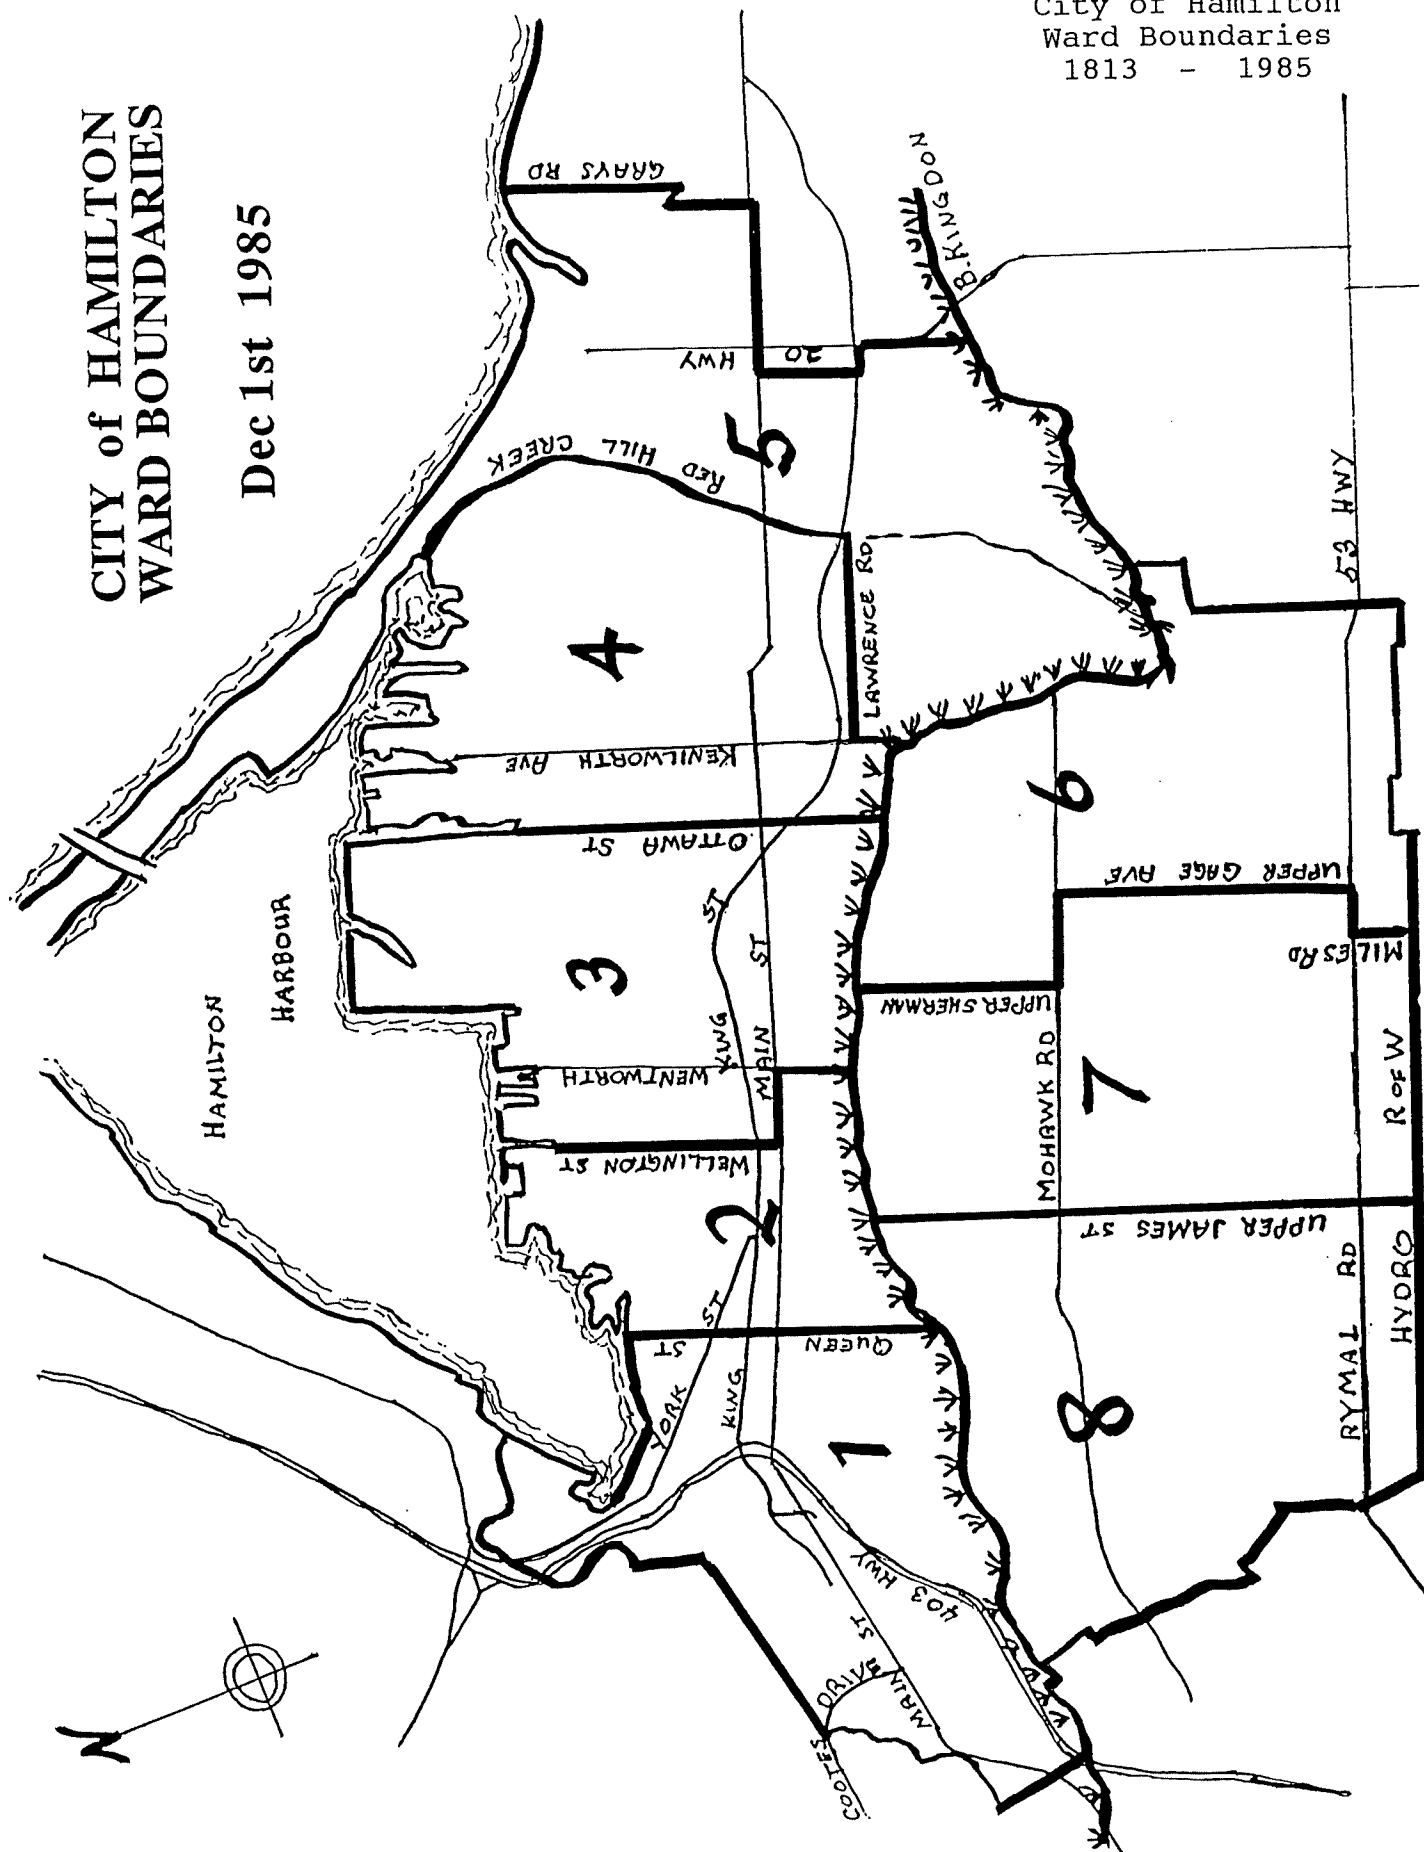 City of Hamilton
Ward Boundaries
1813 - 1985
CITY of HAMILTON
WARD BOUNDARIES
Dec 1st 1985
GRAYS RD
B. KINGDON
HWY 20
RED HILL CREEK
5
53 HWY
LAWRENCE RD
4
KENILWORTH AVE
6
OTTAWA ST
UPPER GAGE AVE
HAMILTON
HARBOUR
KING ST
MAIN ST
3
MILES RD
UPPER SHERMAN
WENTWORTH
MOHAWK RD
7
HYDRO R OF W
WELLINGTON ST
2
UPPER JAMES ST
RYMAL RD
QUEEN ST
YORK ST
KING
1
8
403 HWY
MAIN ST
COOTES DRIVE
N